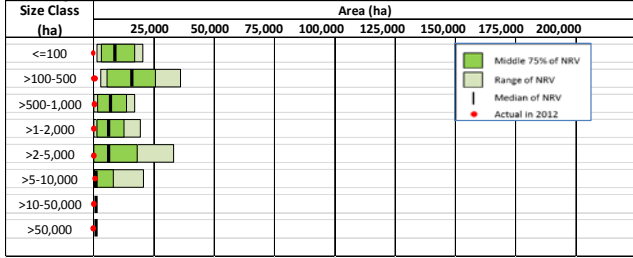 Size Class (ha)
Area (ha)
25,000 50,000 75,000 100,000 125,000 150,000 175,000 200,000
<=100
>100-500
>500-1,000
>1-2,000
>2-5,000
>5-10,000
>10-50,000
>50,000
Middle 75% of NRV
Range of NRV
Median of NRV
Actual in 2012